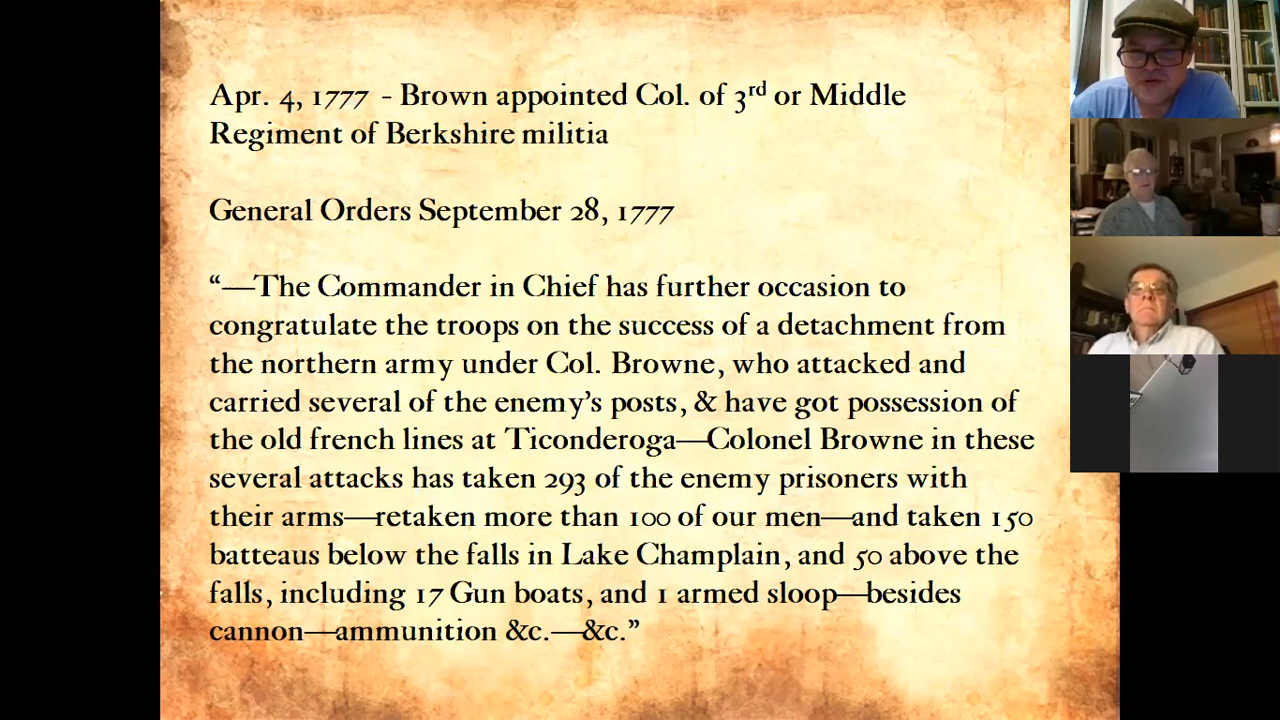 Apr. 4, 1777 - Brown appointed Col. of 3rd or Middle
Regiment of Berkshire militia
General Orders September 28, 1777
“—The Commander in Chief has further occasion to
congratulate the troops on the success of a detachment from
the northern army under Col. Browne, who attacked and
carried several of the enemy’s posts, & have got possession of
the old french lines at Ticonderoga—Colonel Browne in these
several attacks has taken 293 of the enemy prisoners with
their arms—retaken more than 100 of our men—and taken 150
batteaus below the falls in Lake Champlain, and 50 above the
falls, including 17 Gun boats, and 1 armed sloop—besides
cannon—ammunition &c.—&c.”